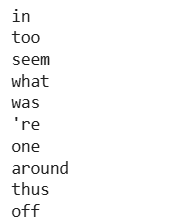 in
too
seem
what
was
're
one
around
thus
off